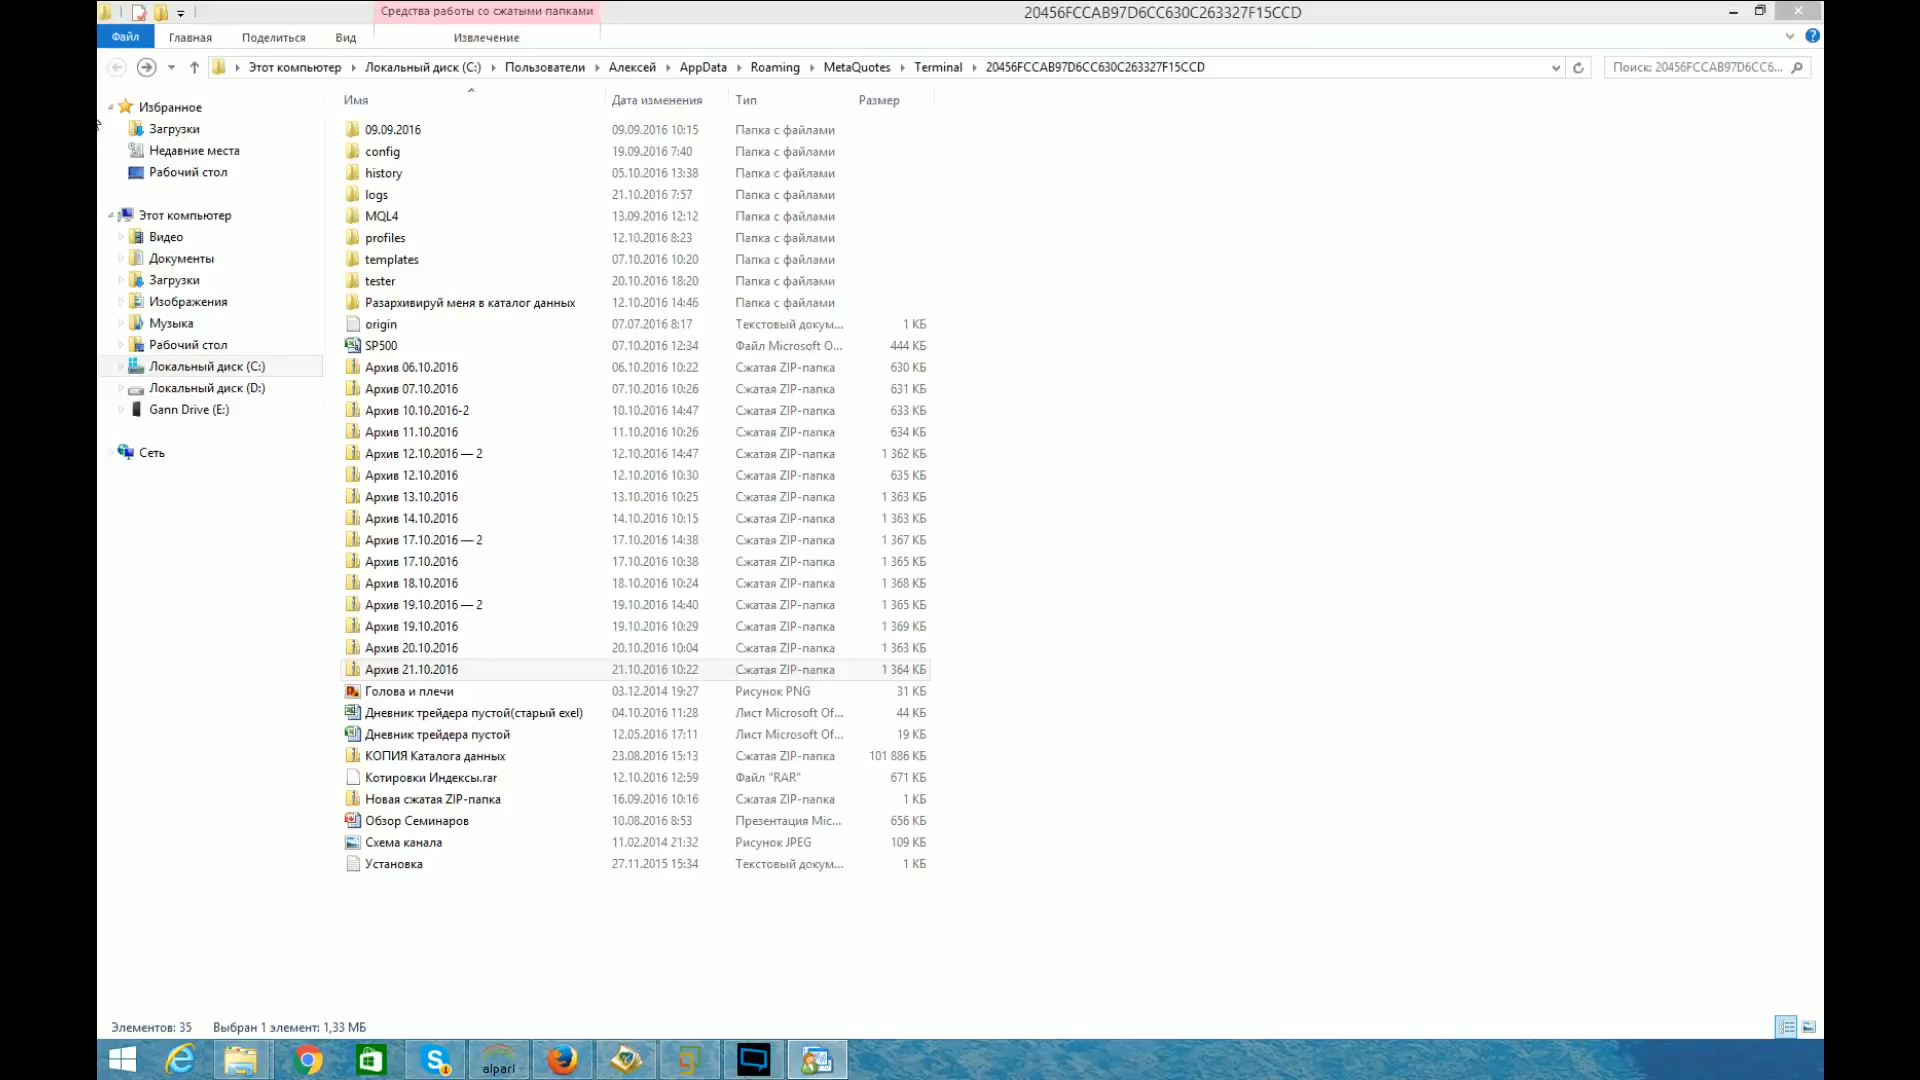 Средства работы со сжатыми папками
20456FCCAB97D6CC630C263327F15CCD
Файл Главная Поделиться Вид Извлечение
Этот компьютер Локальный диск (C:) Пользователи Алексей AppData Roaming MetaQuotes Terminal 20456FCCAB97D6CC630C263327F15CCD
Поиск: 20456FCCAB97D6CC6...
Избранное
Загрузки
Недавние места
Рабочий стол
Этот компьютер
Видео
Документы
Загрузки
Изображения
Музыка
Рабочий стол
Локальный диск (C:)
Локальный диск (D:)
Gann Drive (E:)
Сеть
Имя Дата изменения Тип Размер
09.09.2016 09.09.2016 10:15 Папка с файлами
config 19.09.2016 7:40 Папка с файлами
history 05.10.2016 13:38 Папка с файлами
logs 21.10.2016 7:57 Папка с файлами
MQL4 13.09.2016 12:12 Папка с файлами
profiles 12.10.2016 8:23 Папка с файлами
templates 07.10.2016 10:20 Папка с файлами
tester 20.10.2016 18:20 Папка с файлами
Разархивируй меня в каталог данных 12.10.2016 14:46 Папка с файлами
origin 07.07.2016 8:17 Текстовый докум... 1 КБ
SP500 07.10.2016 12:34 Файл Microsoft O... 444 КБ
Архив 06.10.2016 06.10.2016 10:22 Сжатая ZIP-папка 630 КБ
Архив 07.10.2016 07.10.2016 10:26 Сжатая ZIP-папка 631 КБ
Архив 10.10.2016-2 10.10.2016 14:47 Сжатая ZIP-папка 633 КБ
Архив 11.10.2016 11.10.2016 10:26 Сжатая ZIP-папка 634 КБ
Архив 12.10.2016 — 2 12.10.2016 14:47 Сжатая ZIP-папка 1 362 КБ
Архив 12.10.2016 12.10.2016 10:30 Сжатая ZIP-папка 635 КБ
Архив 13.10.2016 13.10.2016 10:25 Сжатая ZIP-папка 1 363 КБ
Архив 14.10.2016 14.10.2016 10:15 Сжатая ZIP-папка 1 363 КБ
Архив 17.10.2016 — 2 17.10.2016 14:38 Сжатая ZIP-папка 1 367 КБ
Архив 17.10.2016 17.10.2016 10:38 Сжатая ZIP-папка 1 365 КБ
Архив 18.10.2016 18.10.2016 10:24 Сжатая ZIP-папка 1 368 КБ
Архив 19.10.2016 — 2 19.10.2016 14:40 Сжатая ZIP-папка 1 365 КБ
Архив 19.10.2016 19.10.2016 10:29 Сжатая ZIP-папка 1 369 КБ
Архив 20.10.2016 20.10.2016 10:04 Сжатая ZIP-папка 1 363 КБ
Архив 21.10.2016 21.10.2016 10:22 Сжатая ZIP-папка 1 364 КБ
Голова и плечи 03.12.2014 19:27 Рисунок PNG 31 КБ
Дневник трейдера пустой(старый exel) 04.10.2016 11:28 Лист Microsoft Of... 44 КБ
Дневник трейдера пустой 12.05.2016 17:11 Лист Microsoft Of... 19 КБ
КОПИЯ Каталога данных 23.08.2016 15:13 Сжатая ZIP-папка 101 886 КБ
Котировки Индексы.rar 12.10.2016 12:59 Файл "RAR" 671 КБ
Новая сжатая ZIP-папка 16.09.2016 10:16 Сжатая ZIP-папка 1 КБ
Обзор Семинаров 10.08.2016 8:53 Презентация Mic... 656 КБ
Схема канала 11.02.2014 21:32 Рисунок JPEG 109 КБ
Установка 27.11.2015 15:34 Текстовый докум... 1 КБ
Элементов: 35 Выбран 1 элемент: 1,33 МБ
alpari